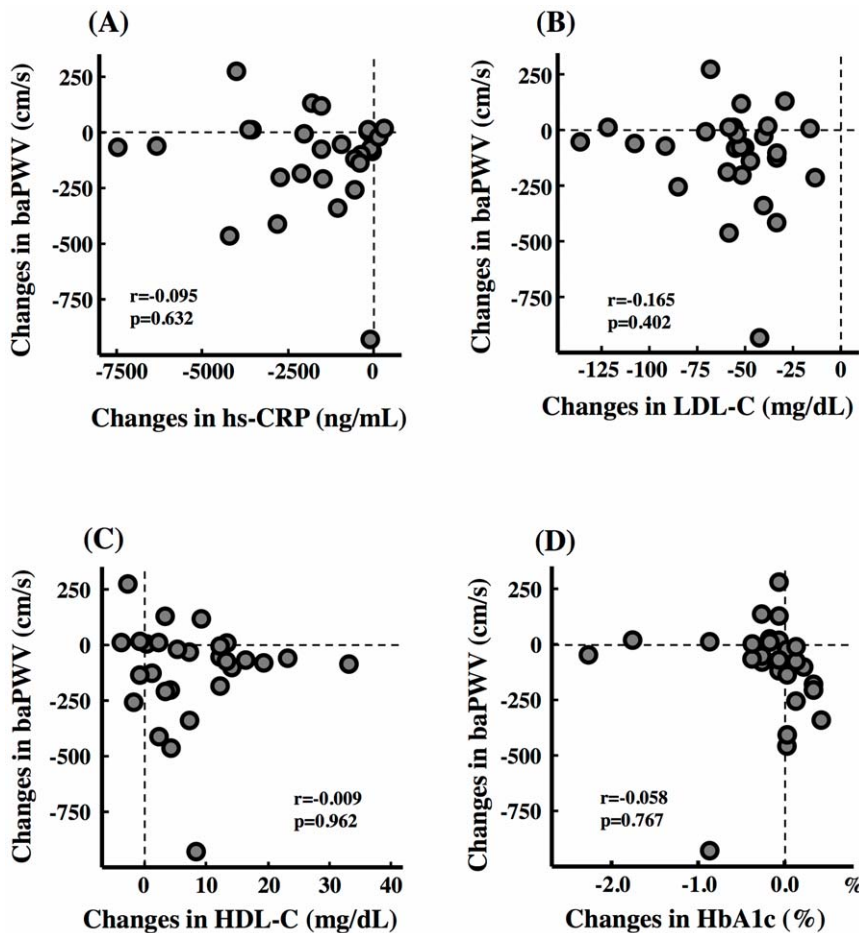 (A)
Changes in baPWV (cm/s)
250
0
-250
-500
-750
r=-0.095
p=0.632
-7500 -5000 -2500 0
Changes in hs-CRP (ng/mL)
(B)
Changes in baPWV (cm/s)
250
0
-250
-500
-750
r=-0.165
p=0.402
-125 -100 -75 -50 -25 0
Changes in LDL-C (mg/dL)
(C)
Changes in baPWV (cm/s)
250
0
-250
-500
-750
r=-0.009
p=0.962
0 10 20 30 40
Changes in HDL-C (mg/dL)
(D)
Changes in baPWV (cm/s)
250
0
-250
-500
-750
r=-0.058
p=0.767
-2.0 -1.0 0.0 %
Changes in HbA1c (%)